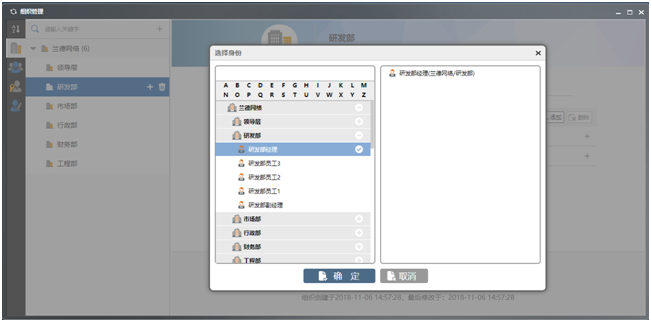 组织管理
请输入关键字
兰德网络 (6)
领导层
研发部
市场部
行政部
财务部
工程部
研发部
添加
删除
选择身份
A B C D E F G H I J K L M
N O P Q R S T U V W X Y Z
兰德网络
领导层
研发部
研发部经理
研发部员工3
研发部员工2
研发部员工1
研发部副经理
市场部
行政部
财务部
工程部
研发部经理(兰德网络/研发部)
确 定
取消
组织创建于2018-11-06 14:57:28，最后修改于：2018-11-06 14:57:28